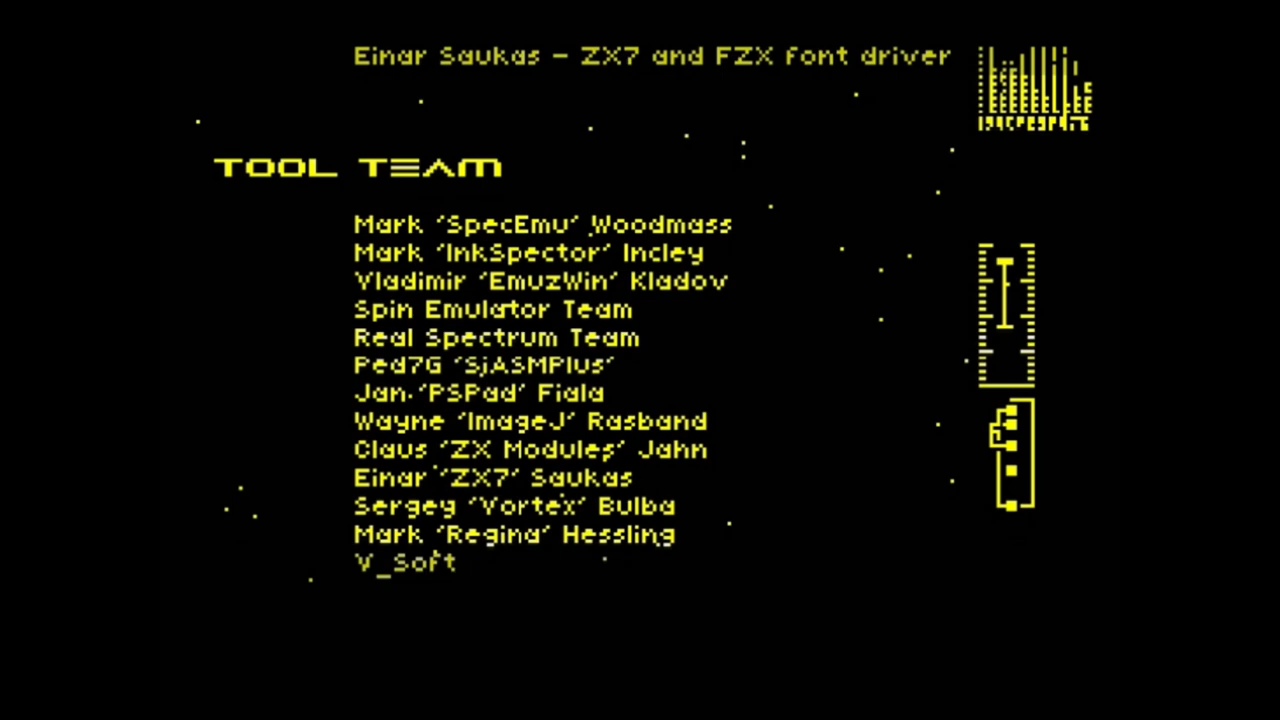 Einar Saukas - ZX7 and FZX font driver
TOOL TEAM
Mark 'SpecEmu' Woodmass
Mark 'InkSpector' Incley
Vladimir 'EmuzWin' Kladov
Spin Emulator Team
Real Spectrum Team
Ped7G 'SjASMPlus'
Jan 'PSPad' Fiala
Wayne 'ImageJ' Rasband
Claus 'ZX Modules' Jahn
Einar 'ZX7' Saukas
Sergey 'Vortex' Bulba
Mark 'Regina' Hessling
V_Soft